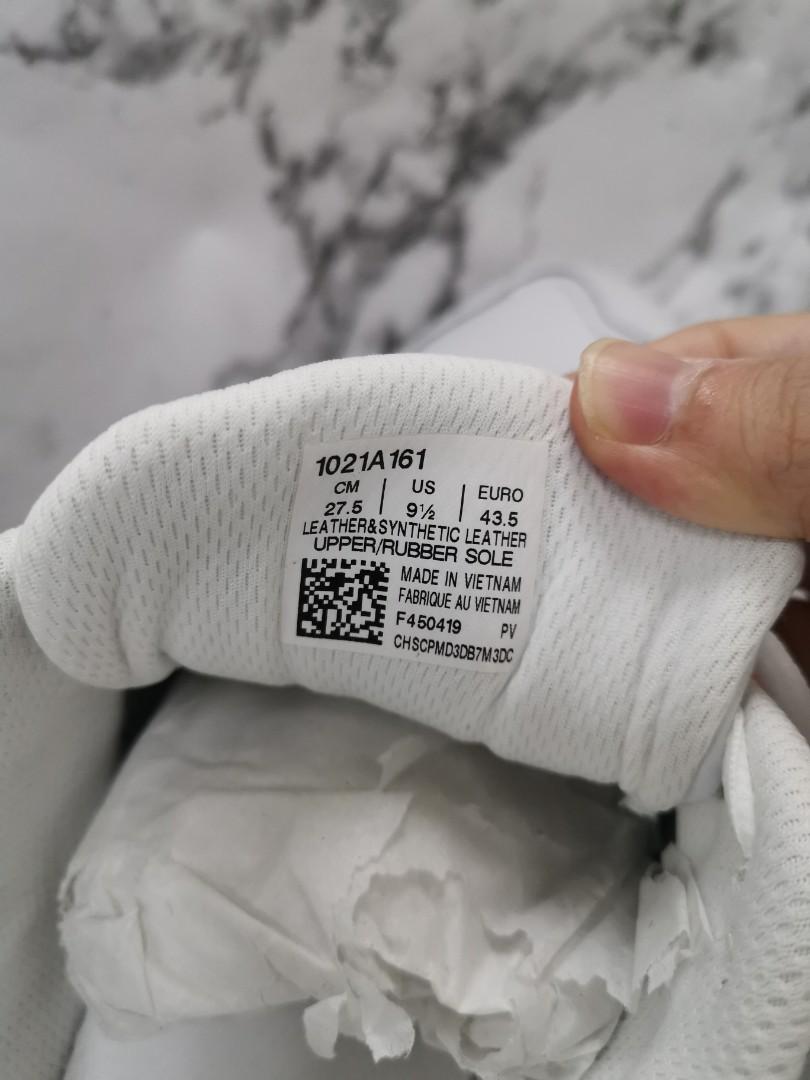 1021A161
CM | US | EURO
27.5 | 9½ | 43.5
LEATHER&SYNTHETIC LEATHER
UPPER/RUBBER SOLE
MADE IN VIETNAM
FABRIQUE AU VIETNAM
F450419 PV
CHSCPMD3DB7M3DC